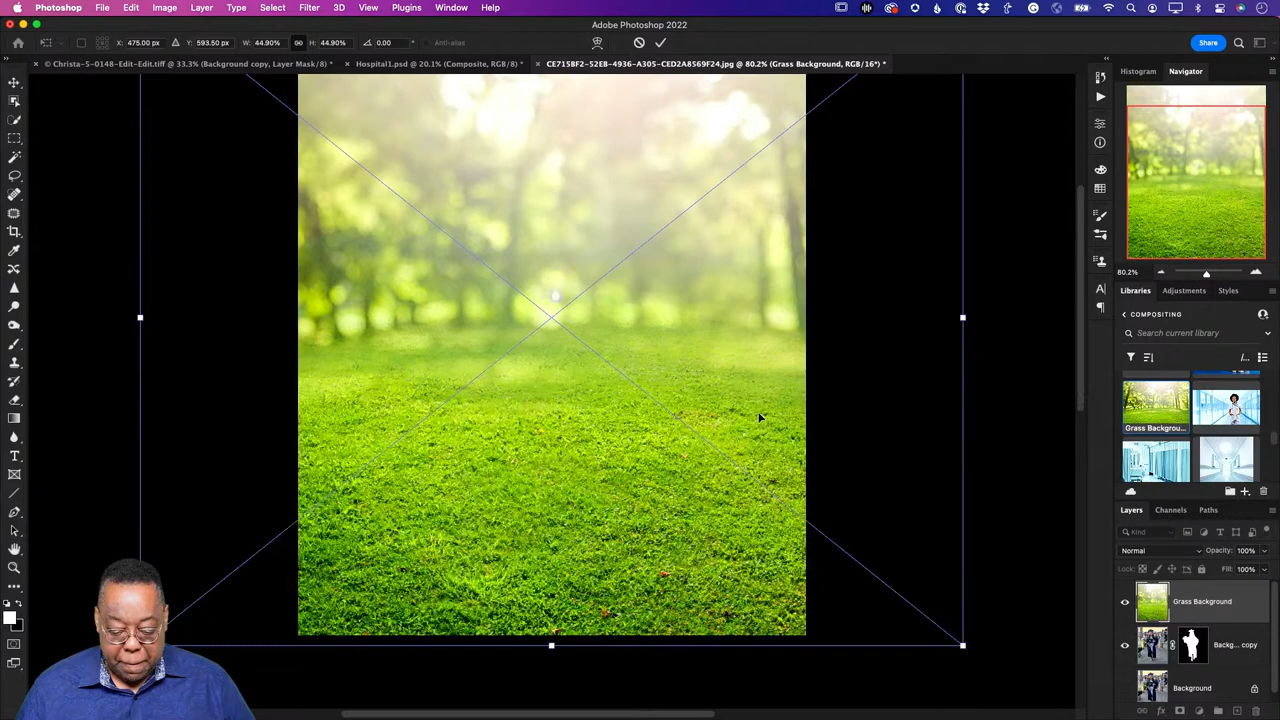 Photoshop File Edit Image Layer Type Select Filter 3D View Plugins Window Help
Adobe Photoshop 2022
X: 475.00 px Y: 593.50 px W: 44.90% H: 44.90% 0.00 ° Anti-alias Share
© Christa-5-0148-Edit-Edit.tiff @ 33.3% (Background copy, Layer Mask/8) * Hospital1.psd @ 20.1% (Composite, RGB/8) * CE715BF2-52E8-4936-A305-CED2A8569F24.jpg @ 80.2% (Grass Background, RGB/16*) *
Histogram Navigator
80.2%
Libraries Adjustments Styles
COMPOSITING
Search current library
Grass Backgrou...
Layers Channels Paths
Kind
Normal Opacity: 100%
Lock: Fill: 100%
Grass Background
Backg... copy
Background